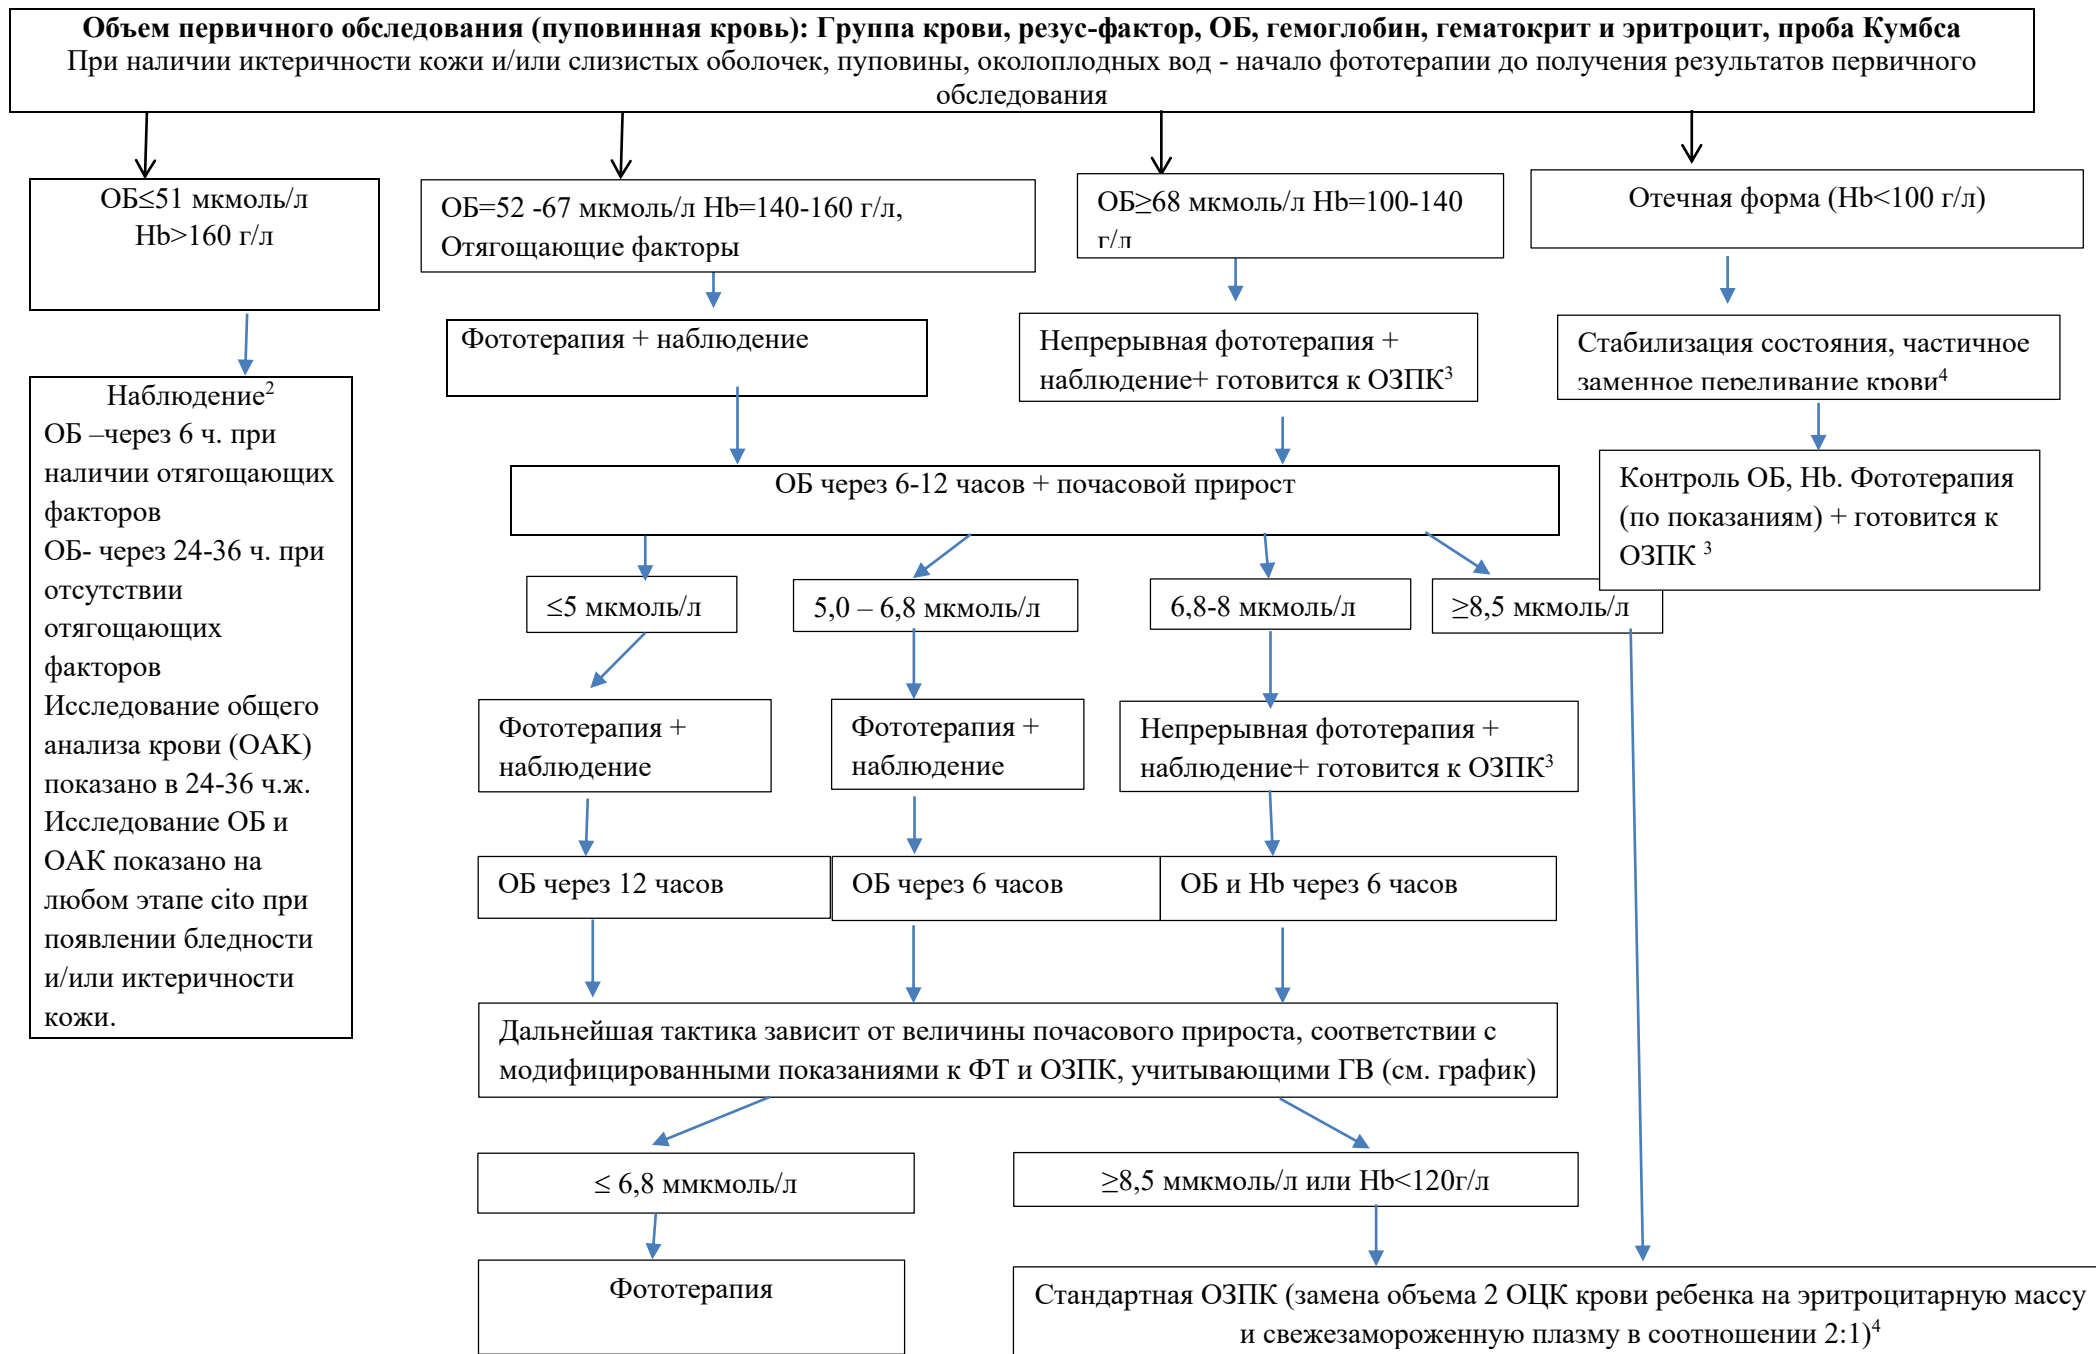 Объем первичного обследования (пуповинная кровь): Группа крови, резус-фактор, ОБ, гемоглобин, гематокрит и эритроцит, проба Кумбса
При наличии иктеричности кожи и/или слизистых оболочек, пуповины, околоплодных вод - начало фототерапии до получения результатов первичного
обследования
ОБ≤51 мкмоль/л
Hb>160 г/л
ОБ=52 -67 мкмоль/л Hb=140-160 г/л,
Отягощающие факторы
ОБ≥68 мкмоль/л Hb=100-140
г/л
Отечная форма (Hb<100 г/л)
Фототерапия + наблюдение
Непрерывная фототерапия +
наблюдение+ готовится к ОЗПК³
Стабилизация состояния, частичное
заменное переливание крови⁴
Наблюдение²
ОБ –через 6 ч. при
наличии отягощающих
факторов
ОБ- через 24-36 ч. при
отсутствии
отягощающих
факторов
Исследование общего
анализа крови (ОАК)
показано в 24-36 ч.ж.
Исследование ОБ и
ОАК показано на
любом этапе cito при
появлении бледности
и/или иктеричности
кожи.
ОБ через 6-12 часов + почасовой прирост
Контроль ОБ, Hb. Фототерапия
(по показаниям) + готовится к
ОЗПК ³
≤5 мкмоль/л
5,0 – 6,8 мкмоль/л
6,8-8 мкмоль/л
≥8,5 мкмоль/л
Фототерапия +
наблюдение
Фототерапия +
наблюдение
Непрерывная фототерапия +
наблюдение+ готовится к ОЗПК³
ОБ через 12 часов
ОБ через 6 часов
ОБ и Hb через 6 часов
Дальнейшая тактика зависит от величины почасового прироста, соответствии с
модифицированными показаниями к ФТ и ОЗПК, учитывающими ГВ (см. график)
≤ 6,8 ммкмоль/л
≥8,5 ммкмоль/л или Hb<120г/л
Фототерапия
Стандартная ОЗПК (замена объема 2 ОЦК крови ребенка на эритроцитарную массу
и свежезамороженную плазму в соотношении 2:1)⁴